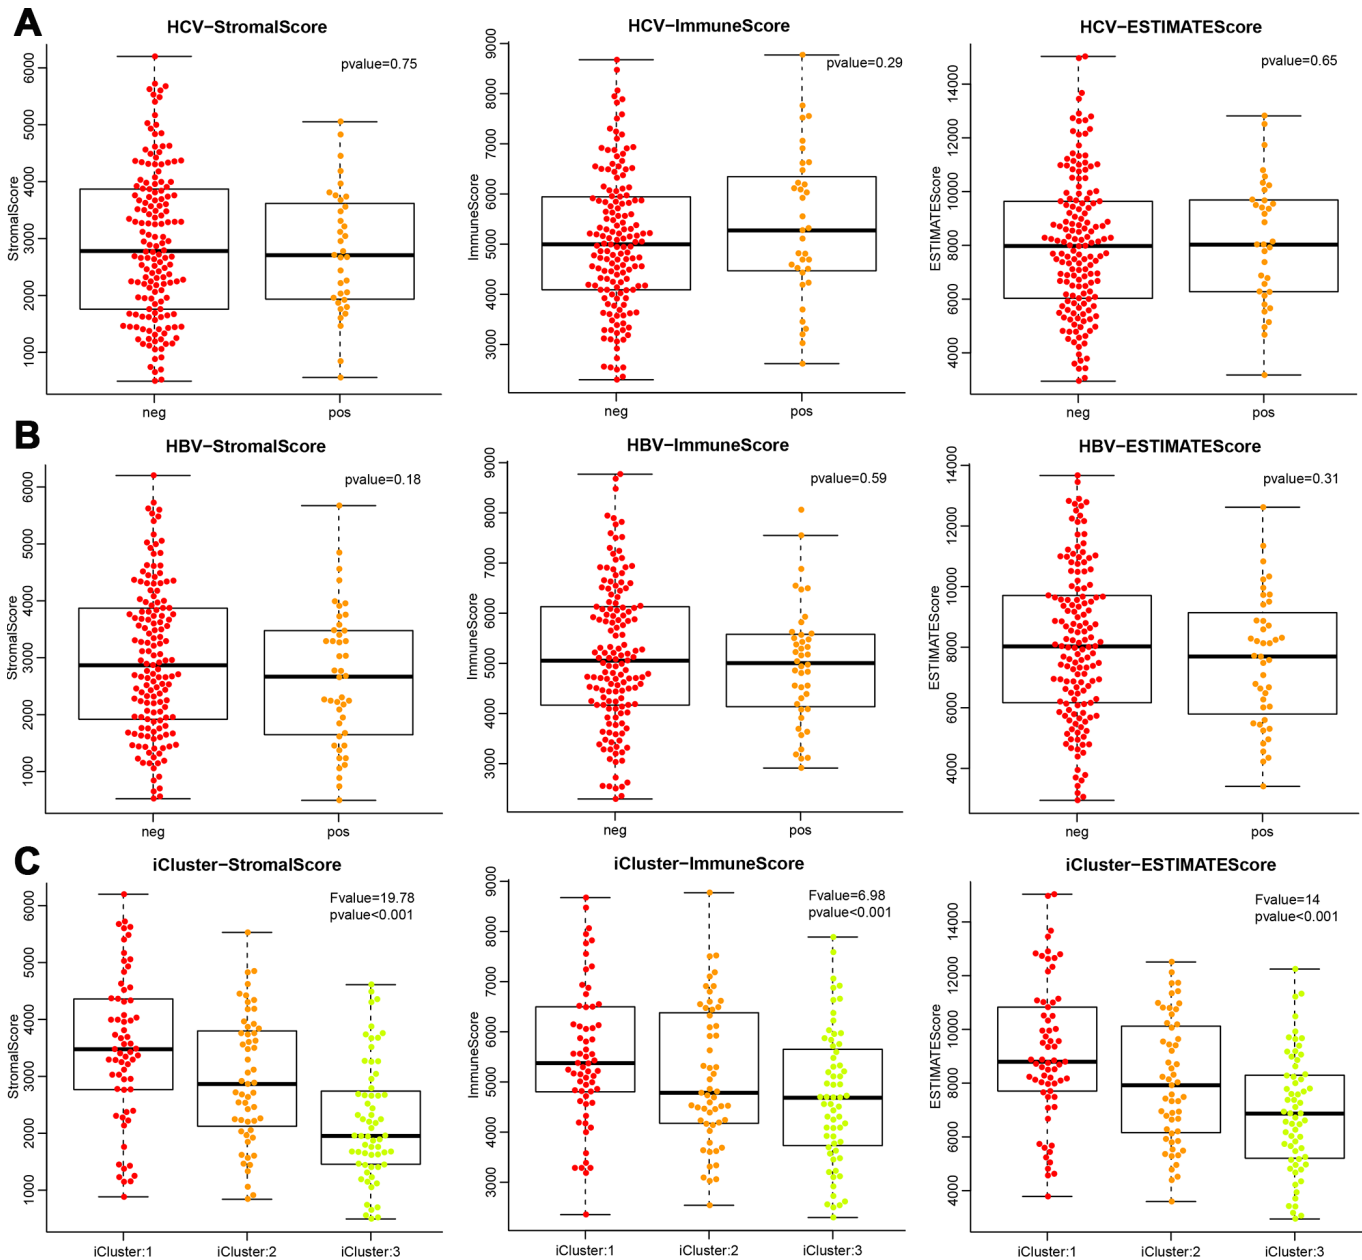 A
HCV−StromalScore
pvalue=0.75
StromalScore
6000
5000
4000
3000
2000
1000
neg
pos
HCV−ImmuneScore
pvalue=0.29
ImmuneScore
9000
8000
7000
6000
5000
4000
3000
neg
pos
HCV−ESTIMATEScore
pvalue=0.65
ESTIMATEScore
14000
12000
10000
8000
6000
4000
neg
pos
B
HBV−StromalScore
pvalue=0.18
StromalScore
6000
5000
4000
3000
2000
1000
neg
pos
HBV−ImmuneScore
pvalue=0.59
ImmuneScore
9000
8000
7000
6000
5000
4000
3000
neg
pos
HBV−ESTIMATEScore
pvalue=0.31
ESTIMATEScore
14000
12000
10000
8000
6000
4000
neg
pos
C
iCluster−StromalScore
Fvalue=19.78
pvalue<0.001
StromalScore
6000
5000
4000
3000
2000
1000
iCluster:1
iCluster:2
iCluster:3
iCluster−ImmuneScore
Fvalue=6.98
pvalue<0.001
ImmuneScore
9000
8000
7000
6000
5000
4000
3000
iCluster:1
iCluster:2
iCluster:3
iCluster−ESTIMATEScore
Fvalue=14
pvalue<0.001
ESTIMATEScore
14000
12000
10000
8000
6000
4000
iCluster:1
iCluster:2
iCluster:3